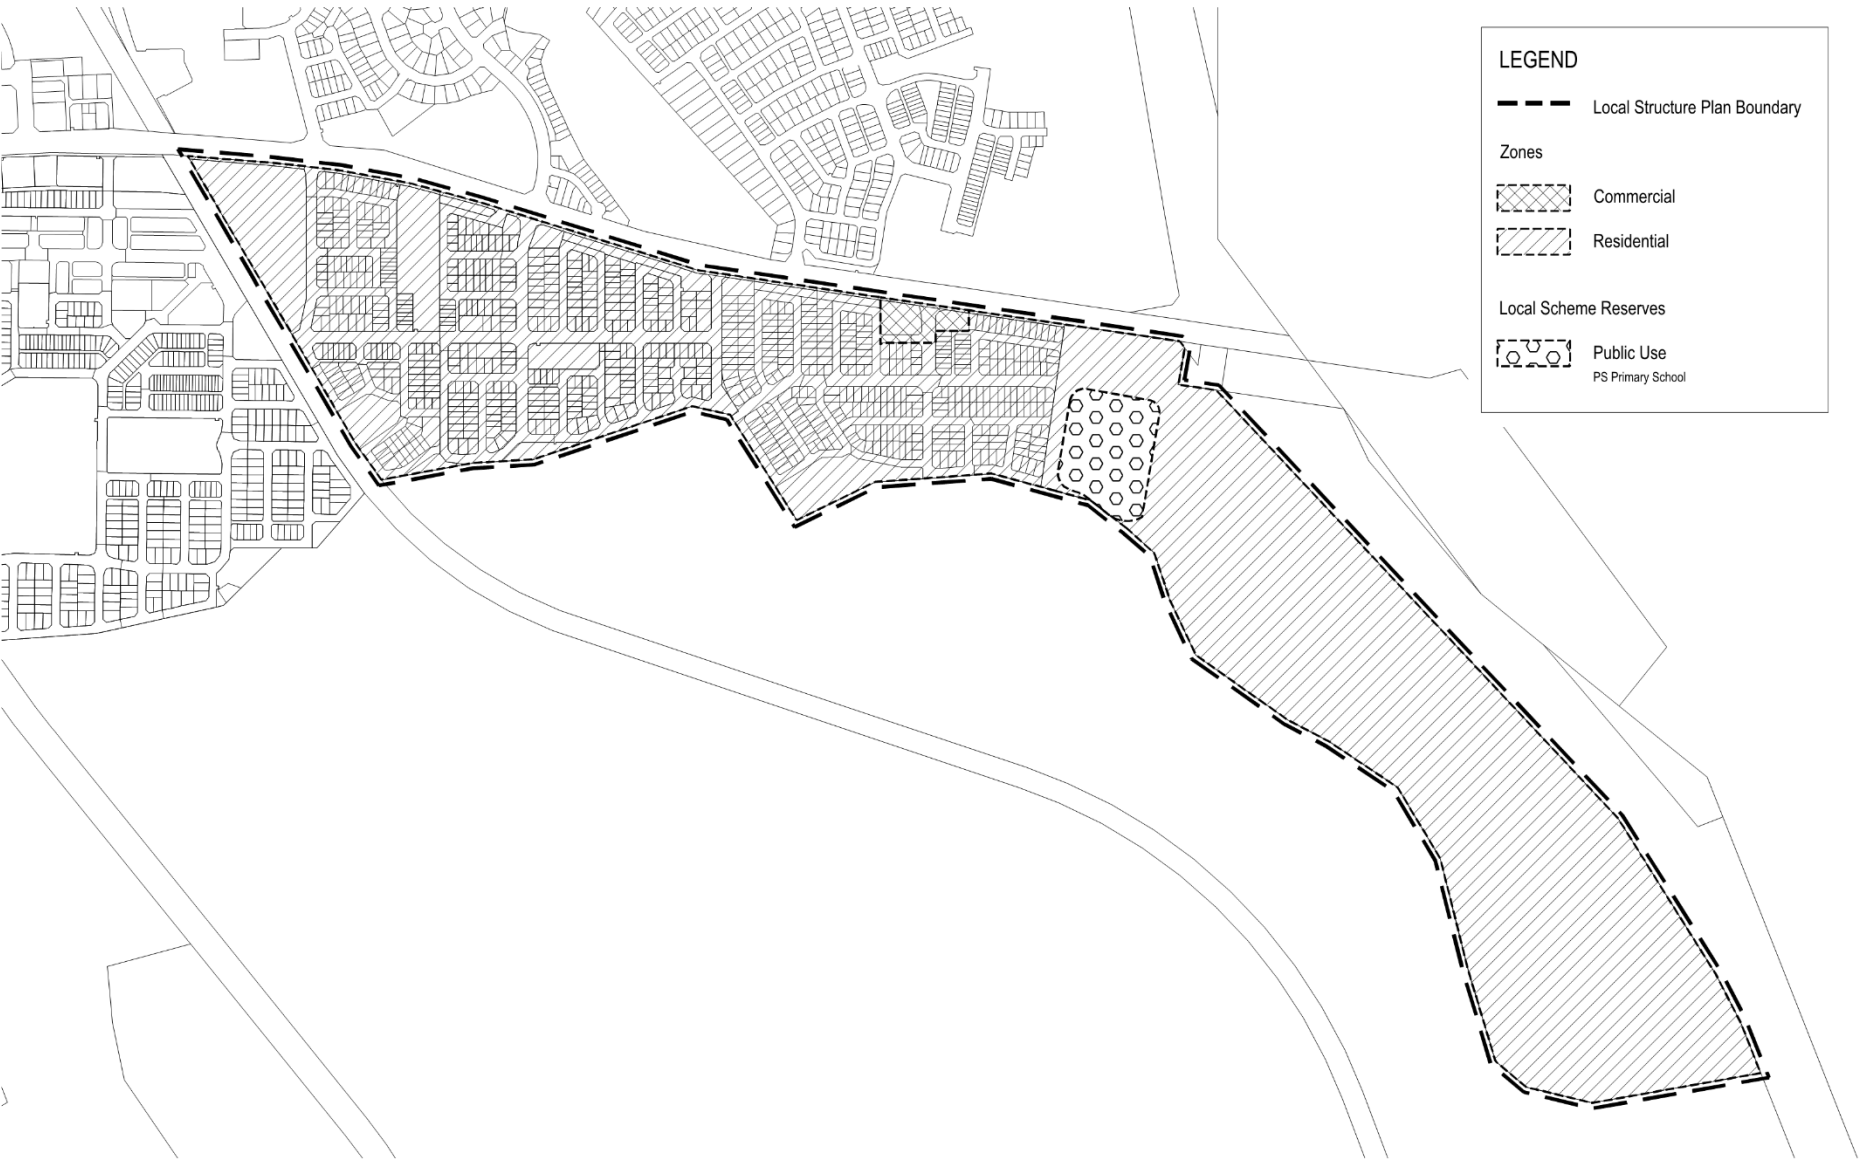 LEGEND
Local Structure Plan Boundary
Zones
Commercial
Residential
Local Scheme Reserves
Public Use
PS Primary School